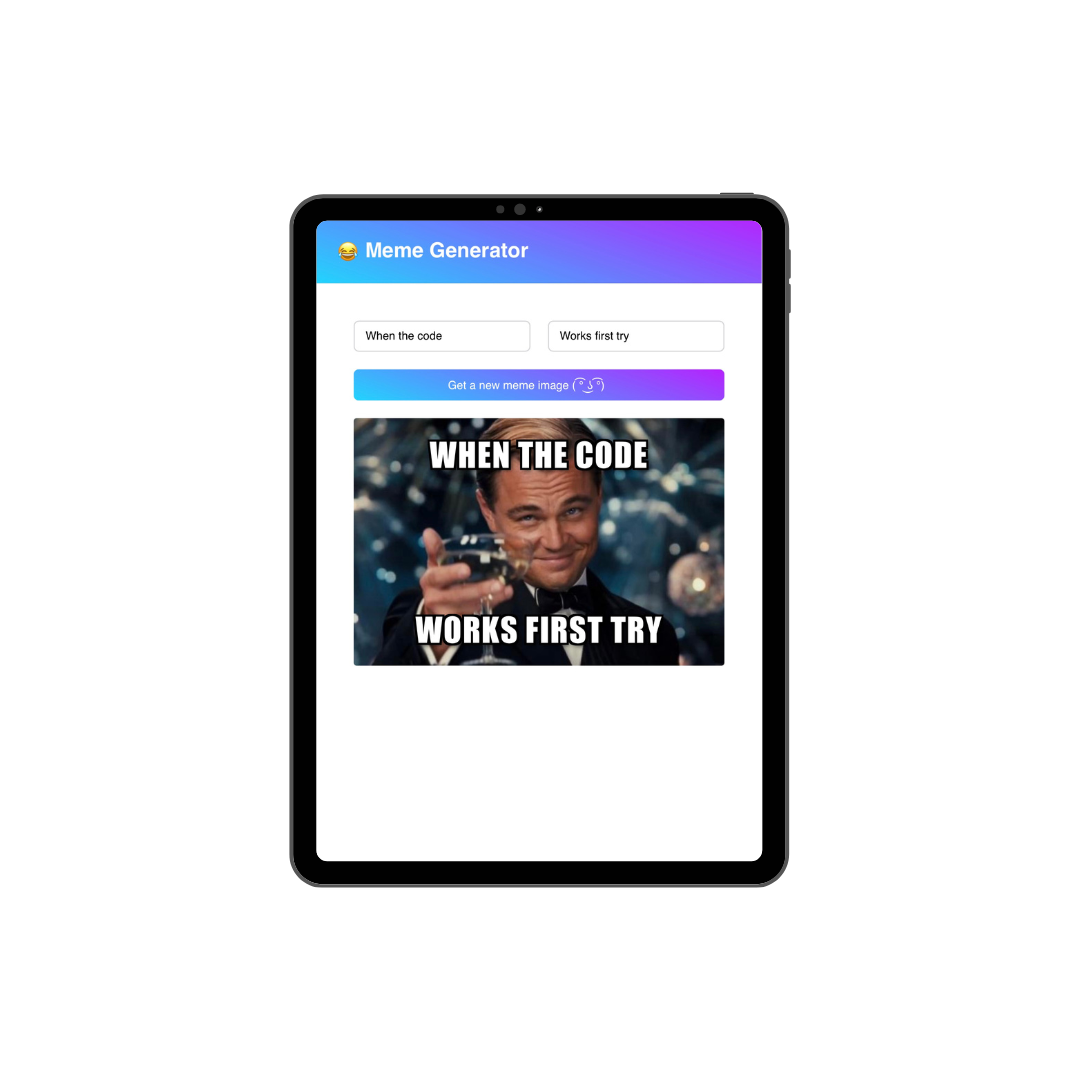 😂 Meme Generator
When the code
Works first try
Get a new meme image ( ͡° ͜ʖ ͡°)
WHEN THE CODE
WORKS FIRST TRY